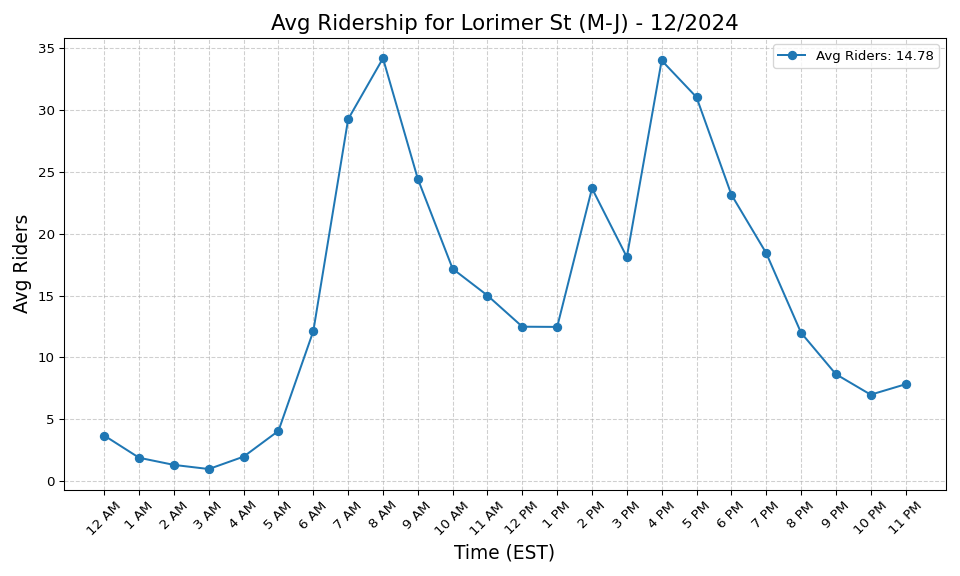 Avg Ridership for Lorimer St (M-J) - 12/2024
Avg Riders: 14.78
Avg Riders
35
30
25
20
15
10
5
0
12 AM
1 AM
2 AM
3 AM
4 AM
5 AM
6 AM
7 AM
8 AM
9 AM
10 AM
11 AM
12 PM
1 PM
2 PM
3 PM
4 PM
5 PM
6 PM
7 PM
8 PM
9 PM
10 PM
11 PM
Time (EST)